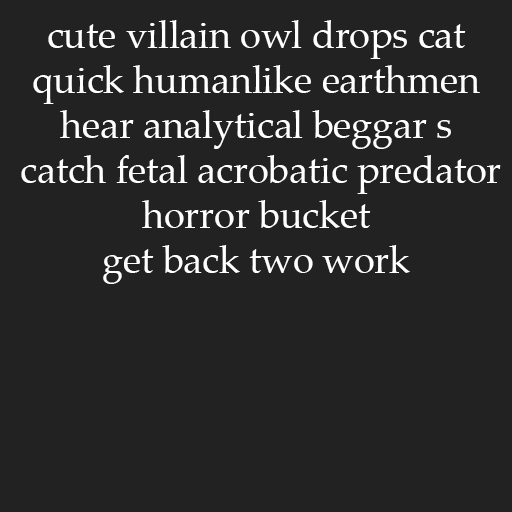 cute villain owl drops cat
quick humanlike earthmen
hear analytical beggar s
catch fetal acrobatic predator
horror bucket
get back two work